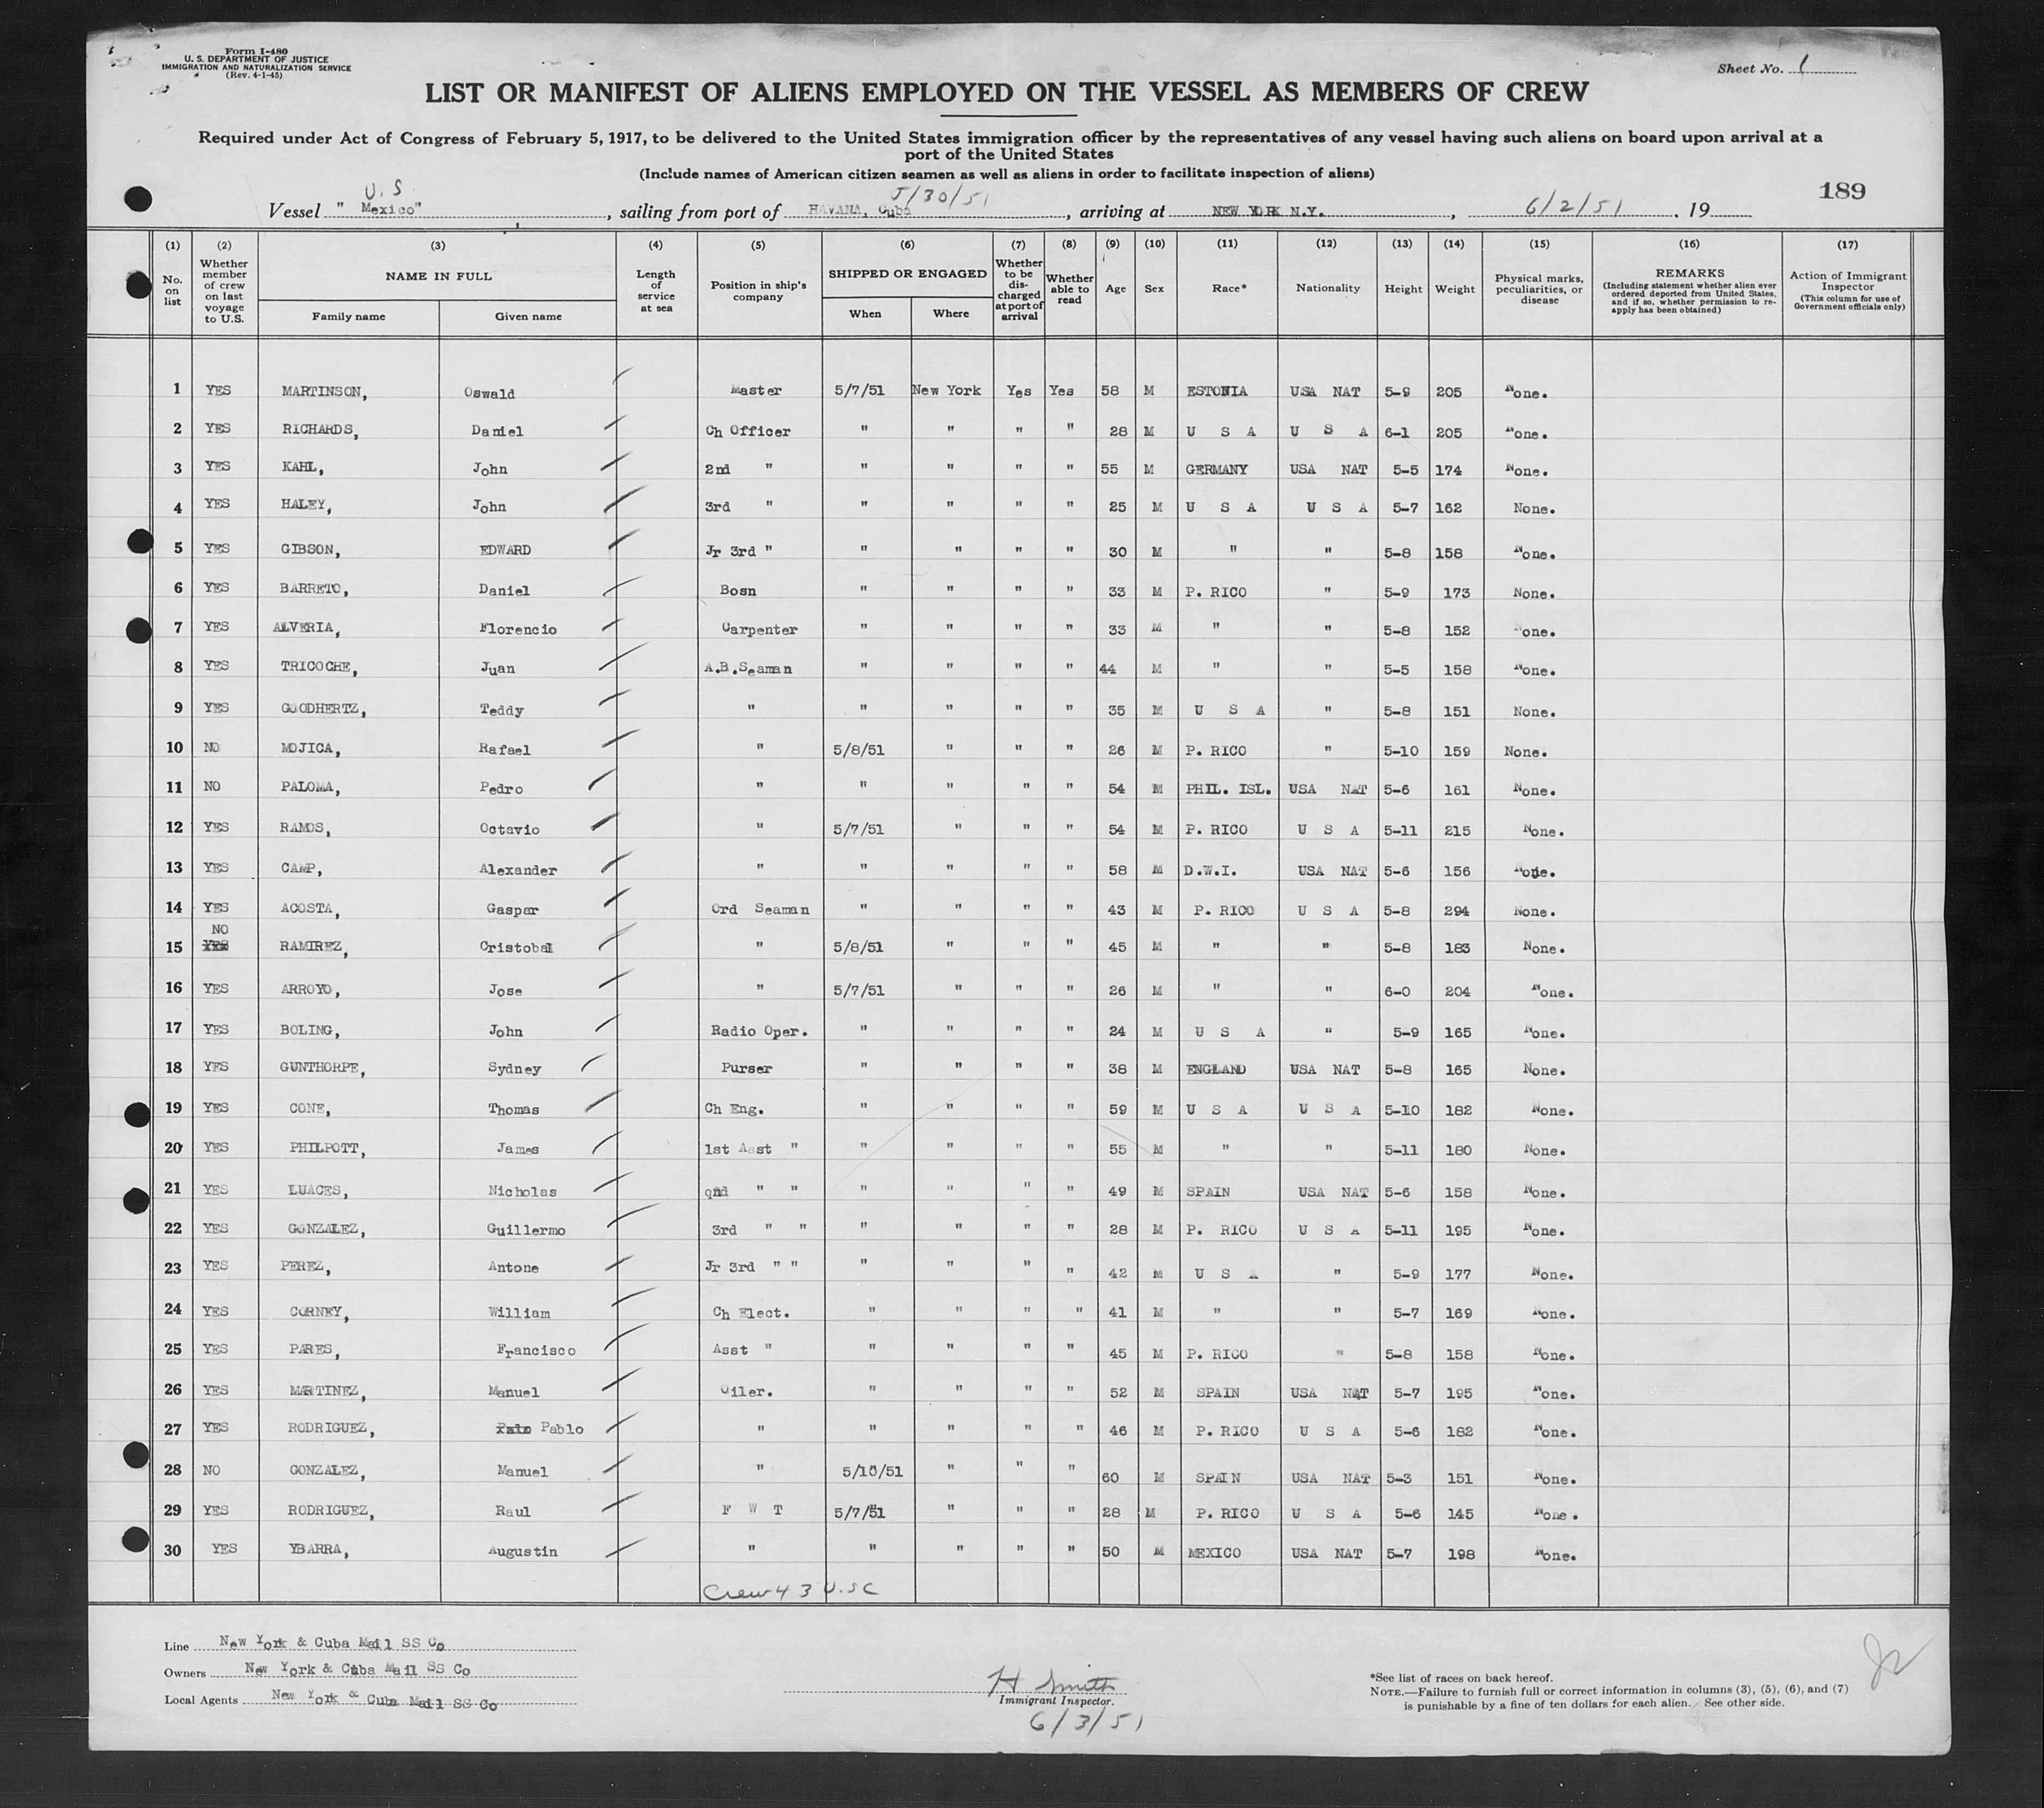 Form I-480
U. S. DEPARTMENT OF JUSTICE
IMMIGRATION AND NATURALIZATION SERVICE
(Rev. 4-1-45)
Sheet No. 1
LIST OR MANIFEST OF ALIENS EMPLOYED ON THE VESSEL AS MEMBERS OF CREW
Required under Act of Congress of February 5, 1917, to be delivered to the United States immigration officer by the representatives of any vessel having such aliens on board upon arrival at a
port of the United States
(Include names of American citizen seamen as well as aliens in order to facilitate inspection of aliens)
189
U. S. 5/30/51
Vessel " Mexico" , sailing from port of HAVANA, Cuba , arriving at NEW YORK N.Y. , 6/2/51 , 19
(1) (2) (3) (4) (5) (6) (7) (8) (9) (10) (11) (12) (13) (14) (15) (16) (17)
No. on list Whether member of crew on last voyage to U.S. NAME IN FULL Family name Given name Length of service at sea Position in ship's company SHIPPED OR ENGAGED When Where Whether to be discharged at port of arrival Whether able to read Age Sex Race* Nationality Height Weight Physical marks, peculiarities, or disease REMARKS (Including statement whether alien ever ordered deported from United States, and if so, whether permission to re-apply has been obtained) Action of Immigrant Inspector (This column for use of Government officials only)
1 YES MARTINSON, Oswald Master 5/7/51 New York Yes Yes 58 M ESTONIA USA NAT 5-9 205 None.
2 YES RICHARDS, Daniel Ch Officer " " " " 28 M U S A U S A 6-1 205 None.
3 YES KAHL, John 2nd " " " " " 55 M GERMANY USA NAT 5-5 174 None.
4 YES HALEY, John 3rd " " " " " 25 M U S A U S A 5-7 162 None.
5 YES GIBSON, EDWARD Jr 3rd " " " " " 30 M " " 5-8 158 None.
6 YES BARRETO, Daniel Bosn " " " " 33 M P. RICO " 5-9 173 None.
7 YES ALVERIA, Florencio Carpenter " " " " 33 M " " 5-8 152 None.
8 YES TRICOCHE, Juan A.B.Seaman " " " " 44 M " " 5-5 158 None.
9 YES GOODHERTZ, Teddy " " " " " 35 M U S A " 5-8 151 None.
10 NO MOJICA, Rafael " 5/8/51 " " " 26 M P. RICO " 5-10 159 None.
11 NO PALOMA, Pedro " " " " " 54 M PHIL. ISL. USA NAT 5-6 161 None.
12 YES RAMOS, Octavio " 5/7/51 " " " 54 M P. RICO U S A 5-11 215 None.
13 YES CAMP, Alexander " " " " " 58 M D.W.I. USA NAT 5-6 156 None.
14 YES ACOSTA, Gaspar Ord Seaman " " " " 43 M P. RICO U S A 5-8 294 None.
NO
15 YES RAMIREZ, Cristobal " 5/8/51 " " " 45 M " " 5-8 183 None.
16 YES ARROYO, Jose " 5/7/51 " " " 26 M " " 6-0 204 None.
17 YES BOLING, John Radio Oper. " " " " 24 M U S A " 5-9 165 None.
18 YES GUNTHORPE, Sydney Purser " " " " 38 M ENGLAND USA NAT 5-8 165 None.
19 YES CONE, Thomas Ch Eng. " " " " 59 M U S A U S A 5-10 182 None.
20 YES PHILPOTT, James 1st Asst " " " " " 55 M " " 5-11 180 None.
21 YES LUACES, Nicholas qnd " " " " " " 49 M SPAIN USA NAT 5-6 158 None.
22 YES GONZALEZ, Guillermo 3rd " " " " " " 28 M P. RICO U S A 5-11 195 None.
23 YES PEREZ, Antone Jr 3rd " " " " " " 42 M U S A " 5-9 177 None.
24 YES CORNEY, William Ch Elect. " " " " 41 M " " 5-7 169 None.
25 YES PARES, Francisco Asst " " " " " 45 M P. RICO " 5-8 158 None.
26 YES MARTINEZ, Manuel Oiler. " " " " 52 M SPAIN USA NAT 5-7 195 None.
27 YES RODRIGUEZ, Pablo " " " " " 46 M P. RICO U S A 5-6 182 None.
28 NO GONZALEZ, Manuel " 5/10/51 " " " 60 M SPAIN USA NAT 5-3 151 None.
29 YES RODRIGUEZ, Raul F W T 5/7/51 " " " 28 M P. RICO U S A 5-6 145 None.
30 YES YBARRA, Augustin " " " " " 50 M MEXICO USA NAT 5-7 198 None.
Crew 43 U.S.C
Line New York & Cuba Mail SS Co
Owners New York & Cuba Mail SS Co
Local Agents New York & Cuba Mail SS Co
H Smith
Immigrant Inspector.
6/3/51
*See list of races on back hereof.
NOTE.—Failure to furnish full or correct information in columns (3), (5), (6), and (7)
is punishable by a fine of ten dollars for each alien. See other side.